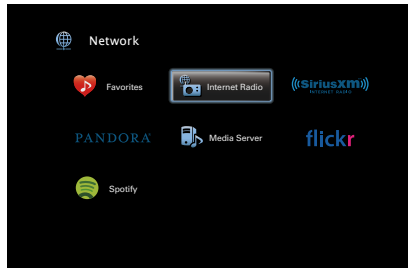 Network
Favorites
Internet Radio
((SiriusXM))
INTERNET RADIO
PANDORA
Media Server
flickr
Spotify